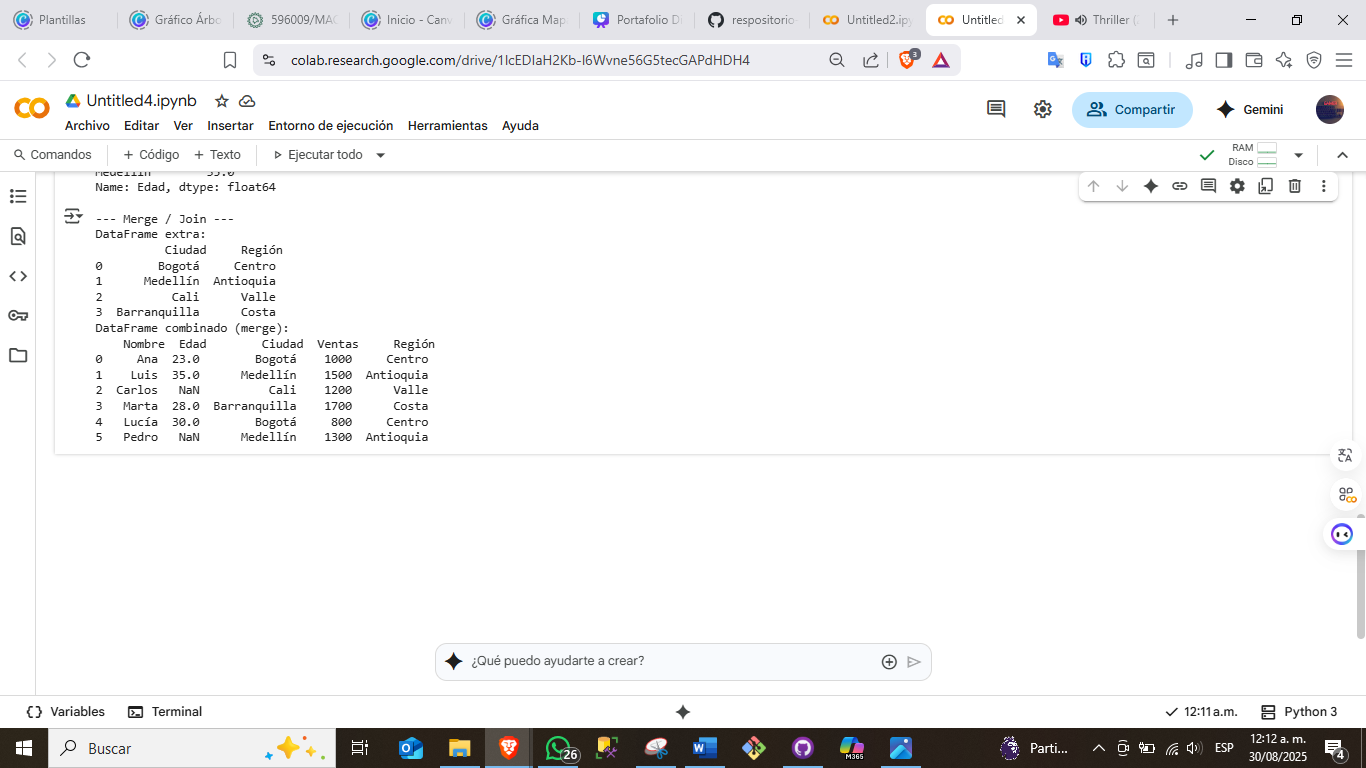 Plantillas
Gráfico Árbo
596009/MAC
Inicio - Canv
Gráfica Map
Portafolio Di
respositorio
Untitled2.ipy
Untitled
Thriller (
colab.research.google.com/drive/1IcEDIaH2Kb-I6Wvne56G5tecGAPdHDH4
3
Untitled4.ipynb
Archivo Editar Ver Insertar Entorno de ejecución Herramientas Ayuda
Compartir
Gemini
Comandos + Código + Texto Ejecutar todo
RAM
Disco
Medellín 35.0
Name: Edad, dtype: float64
--- Merge / Join ---
DataFrame extra:
Ciudad Región
0 Bogotá Centro
1 Medellín Antioquia
2 Cali Valle
3 Barranquilla Costa
DataFrame combinado (merge):
Nombre Edad Ciudad Ventas Región
0 Ana 23.0 Bogotá 1000 Centro
1 Luis 35.0 Medellín 1500 Antioquia
2 Carlos NaN Cali 1200 Valle
3 Marta 28.0 Barranquilla 1700 Costa
4 Lucía 30.0 Bogotá 800 Centro
5 Pedro NaN Medellín 1300 Antioquia
¿Qué puedo ayudarte a crear?
Variables Terminal
12:11 a.m. Python 3
Buscar
26
M365
Parti...
ESP
12:12 a. m.
30/08/2025
4